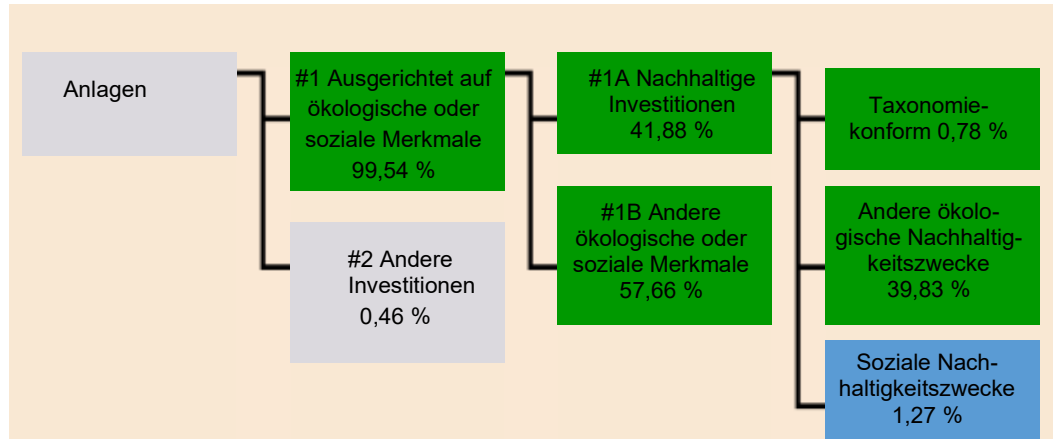 Anlagen
#1 Ausgerichtet auf
ökologische oder
soziale Merkmale
99,54 %
#2 Andere
Investitionen
0,46 %
#1A Nachhaltige
Investitionen
41,88 %
#1B Andere
ökologische oder
soziale Merkmale
57,66 %
Taxonomie-
konform 0,78 %
Andere ökolo-
gische Nachhaltig-
keitszwecke
39,83 %
Soziale Nach-
haltigkeitszwecke
1,27 %